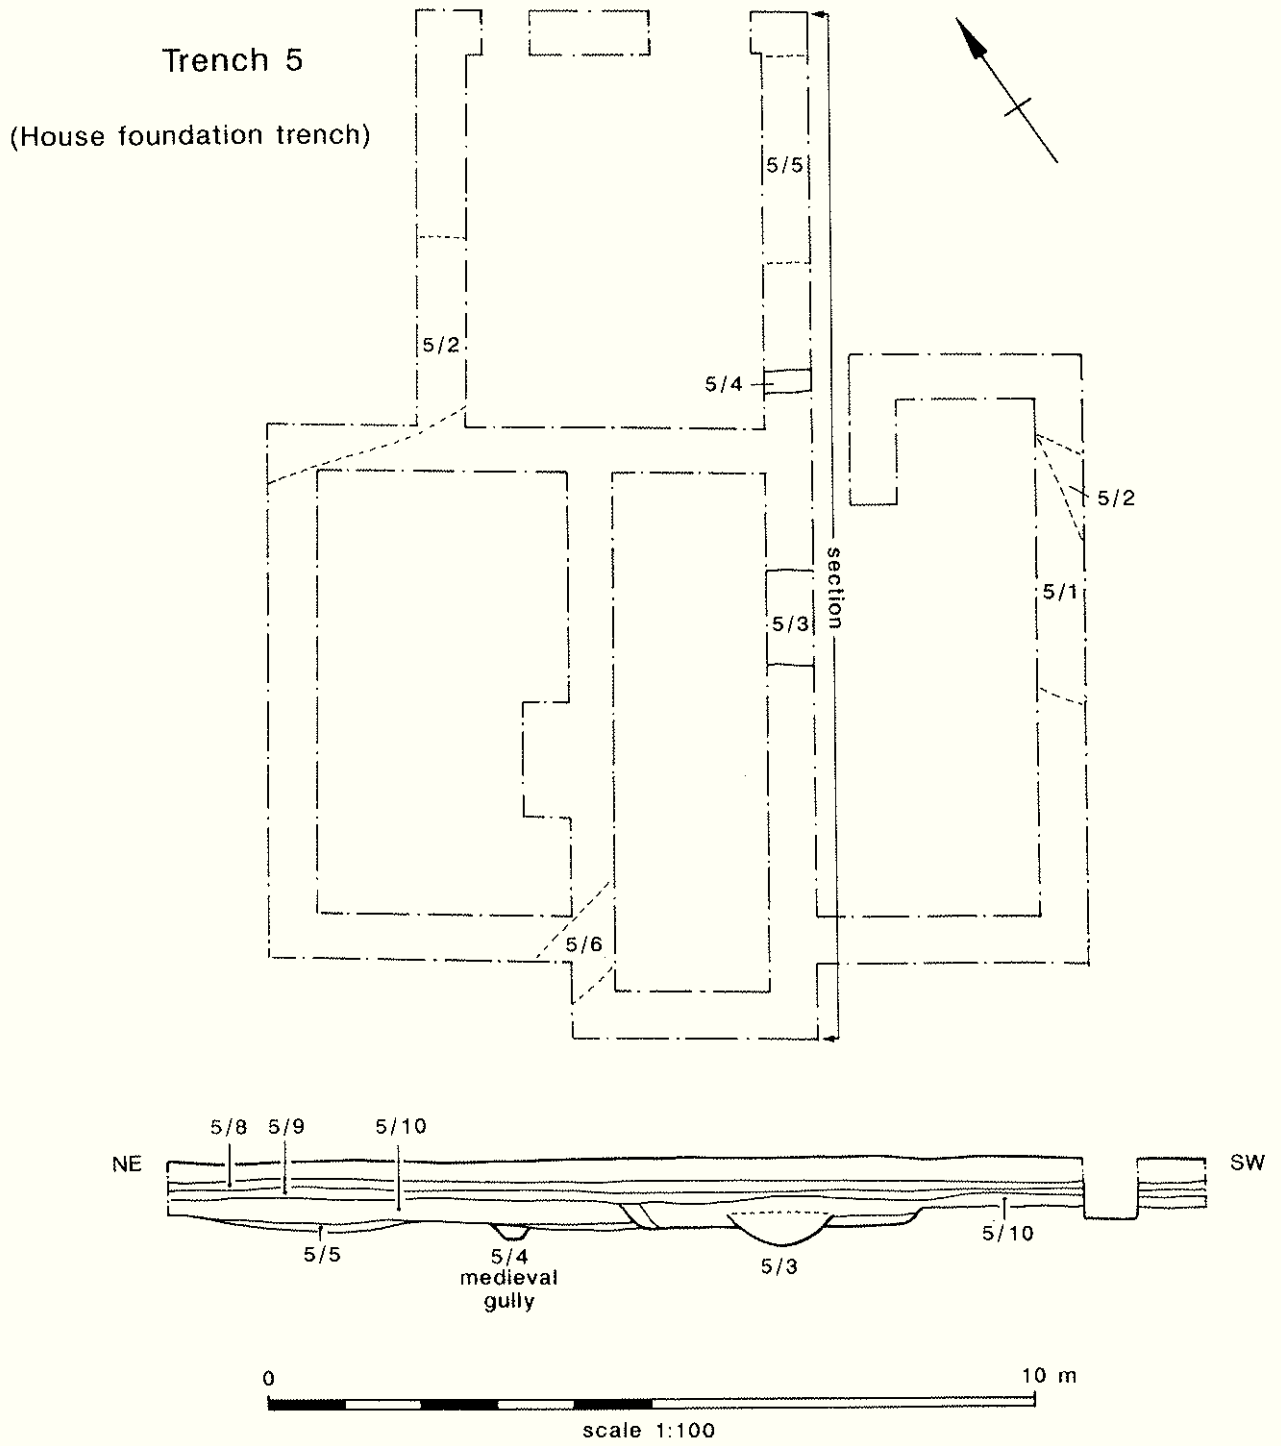 Trench 5
(House foundation trench)
5/5
5/2
5/4
5/2
section
5/1
5/3
5/6
5/8 5/9 5/10
NE
SW
5/5
5/4
medieval
gully
5/3
5/10
0
10 m
scale 1:100